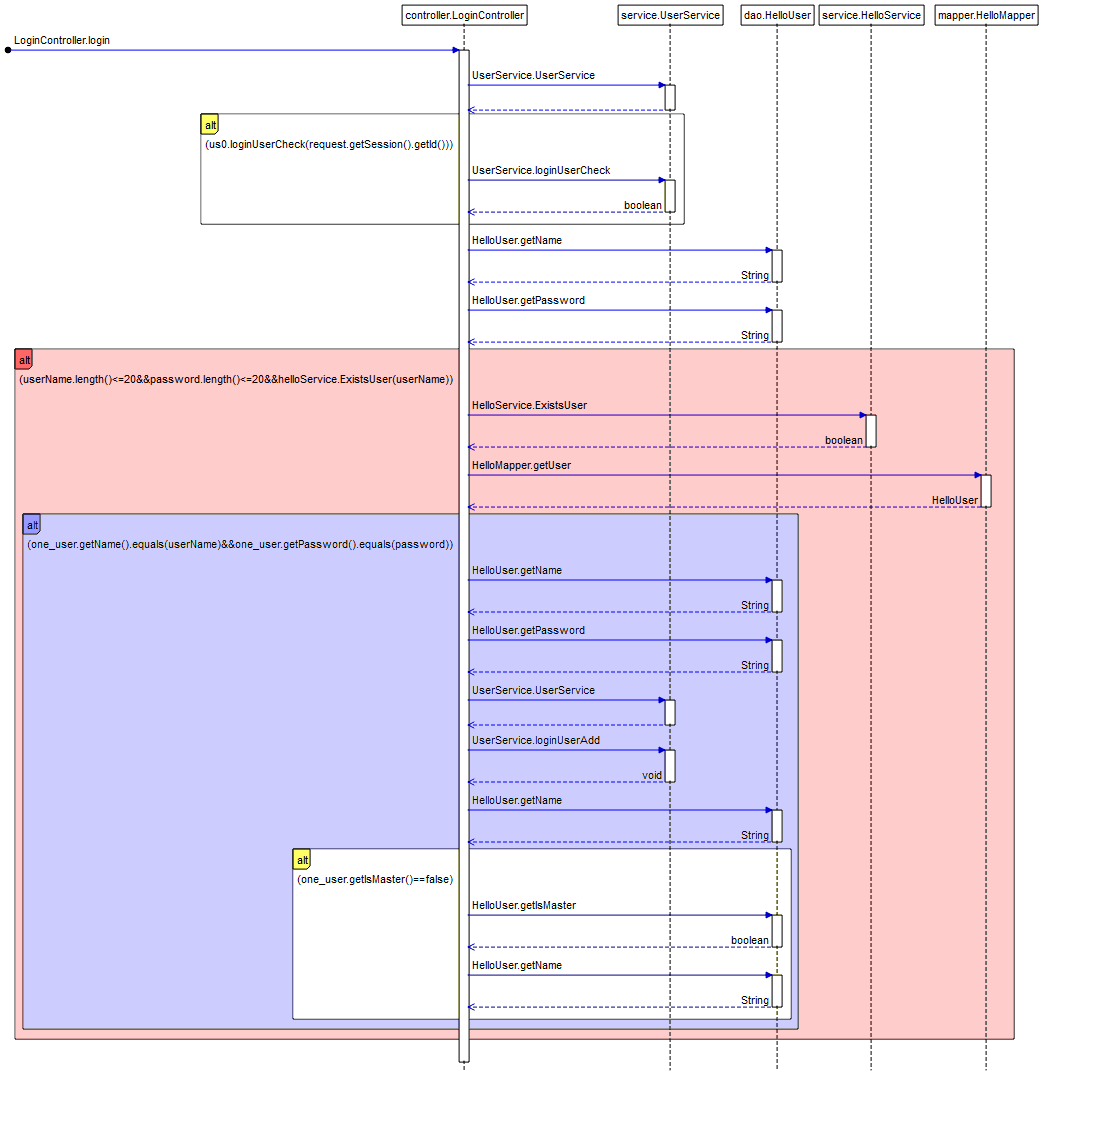 controller.LoginController
service.UserService
dao.HelloUser
service.HelloService
mapper.HelloMapper
LoginController.login
UserService.UserService
alt
(us0.loginUserCheck(request.getSession().getId()))
UserService.loginUserCheck
boolean
HelloUser.getName
String
HelloUser.getPassword
String
alt
(userName.length()<=20&&password.length()<=20&&helloService.ExistsUser(userName))
HelloService.ExistsUser
boolean
HelloMapper.getUser
HelloUser
alt
(one_user.getName().equals(userName)&&one_user.getPassword().equals(password))
HelloUser.getName
String
HelloUser.getPassword
String
UserService.UserService
UserService.loginUserAdd
void
HelloUser.getName
String
alt
(one_user.getIsMaster()==false)
HelloUser.getIsMaster
boolean
HelloUser.getName
String